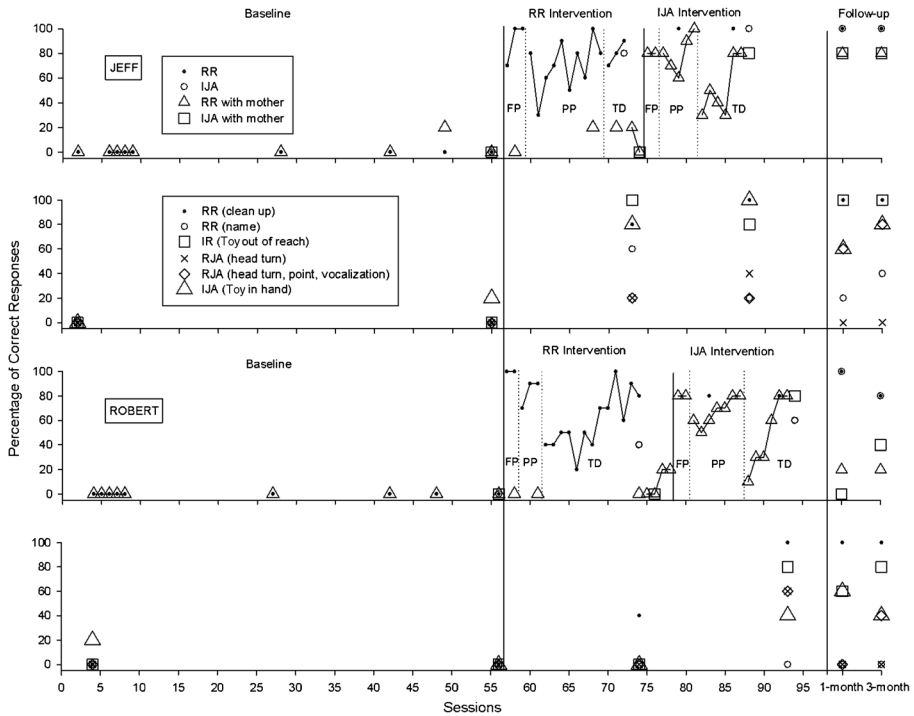 Baseline RR Intervention IJA Intervention Follow-up
100
80
60
40
20
0
JEFF
RR
IJA
RR with mother
IJA with mother
FP PP TD FP PP TD
100
80
60
40
20
0
RR (clean up)
RR (name)
IR (Toy out of reach)
RJA (head turn)
RJA (head turn, point, vocalization)
IJA (Toy in hand)
Percentage of Correct Responses
Baseline RR Intervention IJA Intervention
100
80
60
40
20
0
ROBERT
FP PP TD FP PP TD
100
80
60
40
20
0
0 5 10 15 20 25 30 35 40 45 50 55 60 65 70 75 80 85 90 95 1-month 3-month
Sessions